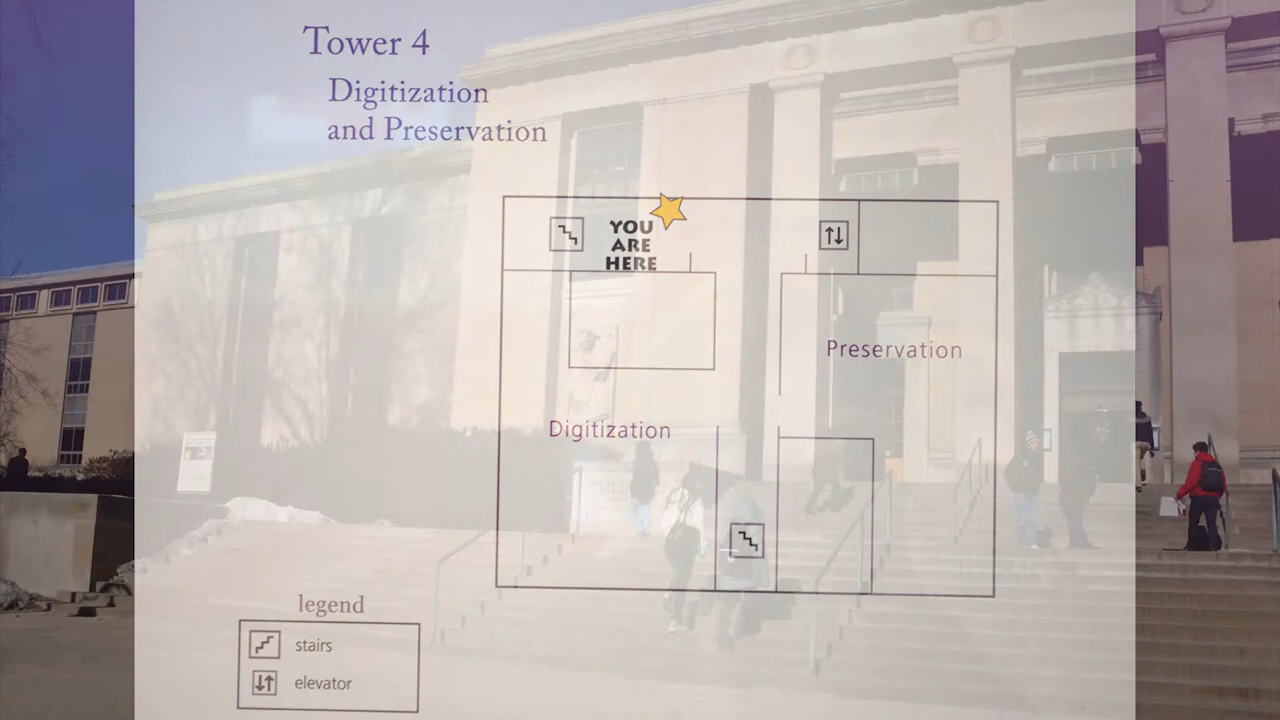 Tower 4
Digitization
and Preservation
YOU
ARE
HERE
Preservation
Digitization
legend
stairs
elevator